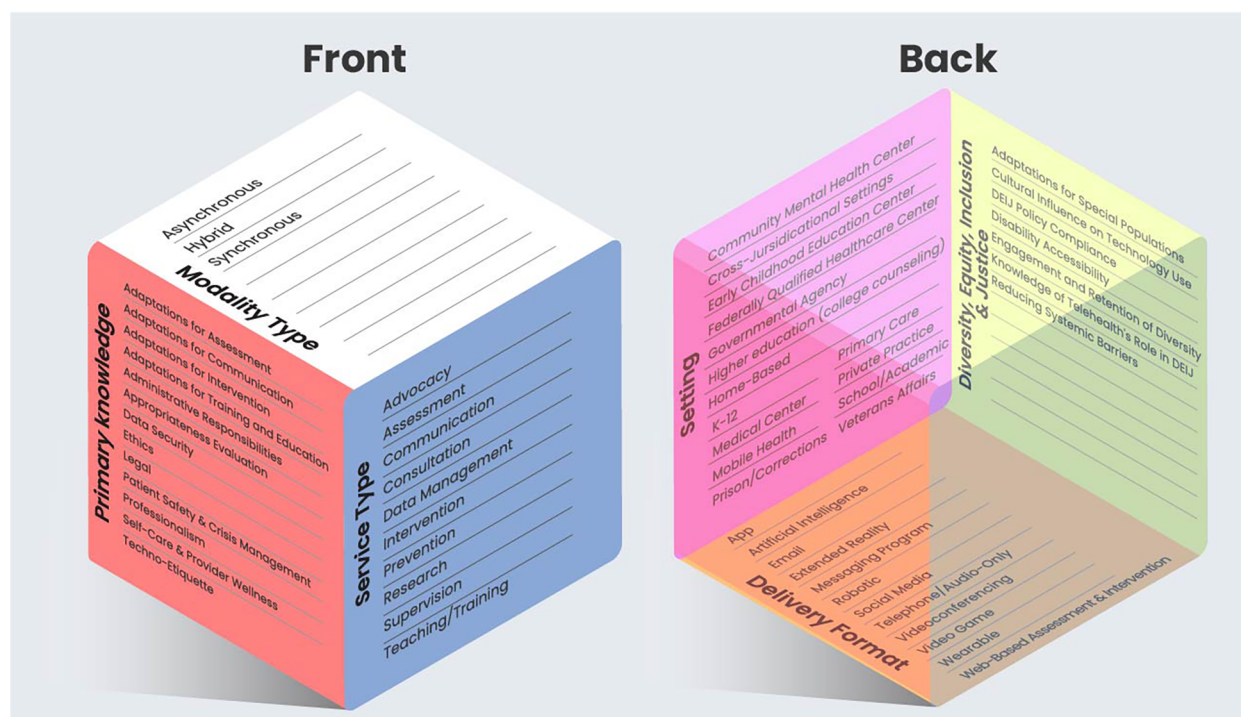 Front
Asynchronous
Hybrid
Synchronous
Modality Type
Primary knowledge
Adaptations for Assessment
Adaptations for Communication
Adaptations for Intervention
Adaptations for Training and Education
Administrative Responsibilities
Appropriateness Evaluation
Data Security
Ethics
Legal
Patient Safety & Crisis Management
Professionalism
Self-Care & Provider Wellness
Techno-Etiquette
Service Type
Advocacy
Assessment
Communication
Consultation
Data Management
Intervention
Prevention
Research
Supervision
Teaching/Training
Back
Setting
Community Mental Health Center
Cross-Jursidicational Settings
Early Childhood Education Center
Federally Qualified Healthcare Center
Governmental Agency
Higher education (college counseling)
Home-Based
K-12
Medical Center
Mobile Health
Prison/Corrections
Primary Care
Private Practice
School/Academic
Veterans Affairs
Diversity, Equity, Inclusion
& Justice
Adaptations for Special Populations
Cultural Influence on Technology Use
DEIJ Policy Compliance
Disability Accessibility
Engagement and Retention of Diversity
Knowledge of Telehealth's Role in DEIJ
Reducing Systemic Barriers
Delivery Format
App
Artificial Intelligence
Email
Extended Reality
Messaging Program
Robotic
Social Media
Telephone/Audio-Only
Videoconferencing
Video Game
Wearable
Web-Based Assessment & Intervention